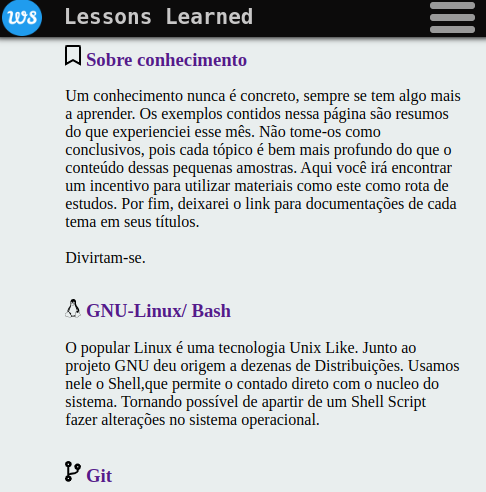 ws
Lessons Learned
Sobre conhecimento
Um conhecimento nunca é concreto, sempre se tem algo mais
a aprender. Os exemplos contidos nessa página são resumos
do que experienciei esse mês. Não tome-os como
conclusivos, pois cada tópico é bem mais profundo do que o
conteúdo dessas pequenas amostras. Aqui você irá encontrar
um incentivo para utilizar materiais como este como rota de
estudos. Por fim, deixarei o link para documentações de cada
tema em seus títulos.
Divirtam-se.
GNU-Linux/ Bash
O popular Linux é uma tecnologia Unix Like. Junto ao
projeto GNU deu origem a dezenas de Distribuições. Usamos
nele o Shell,que permite o contado direto com o nucleo do
sistema. Tornando possível de apartir de um Shell Script
fazer alterações no sistema operacional.
Git